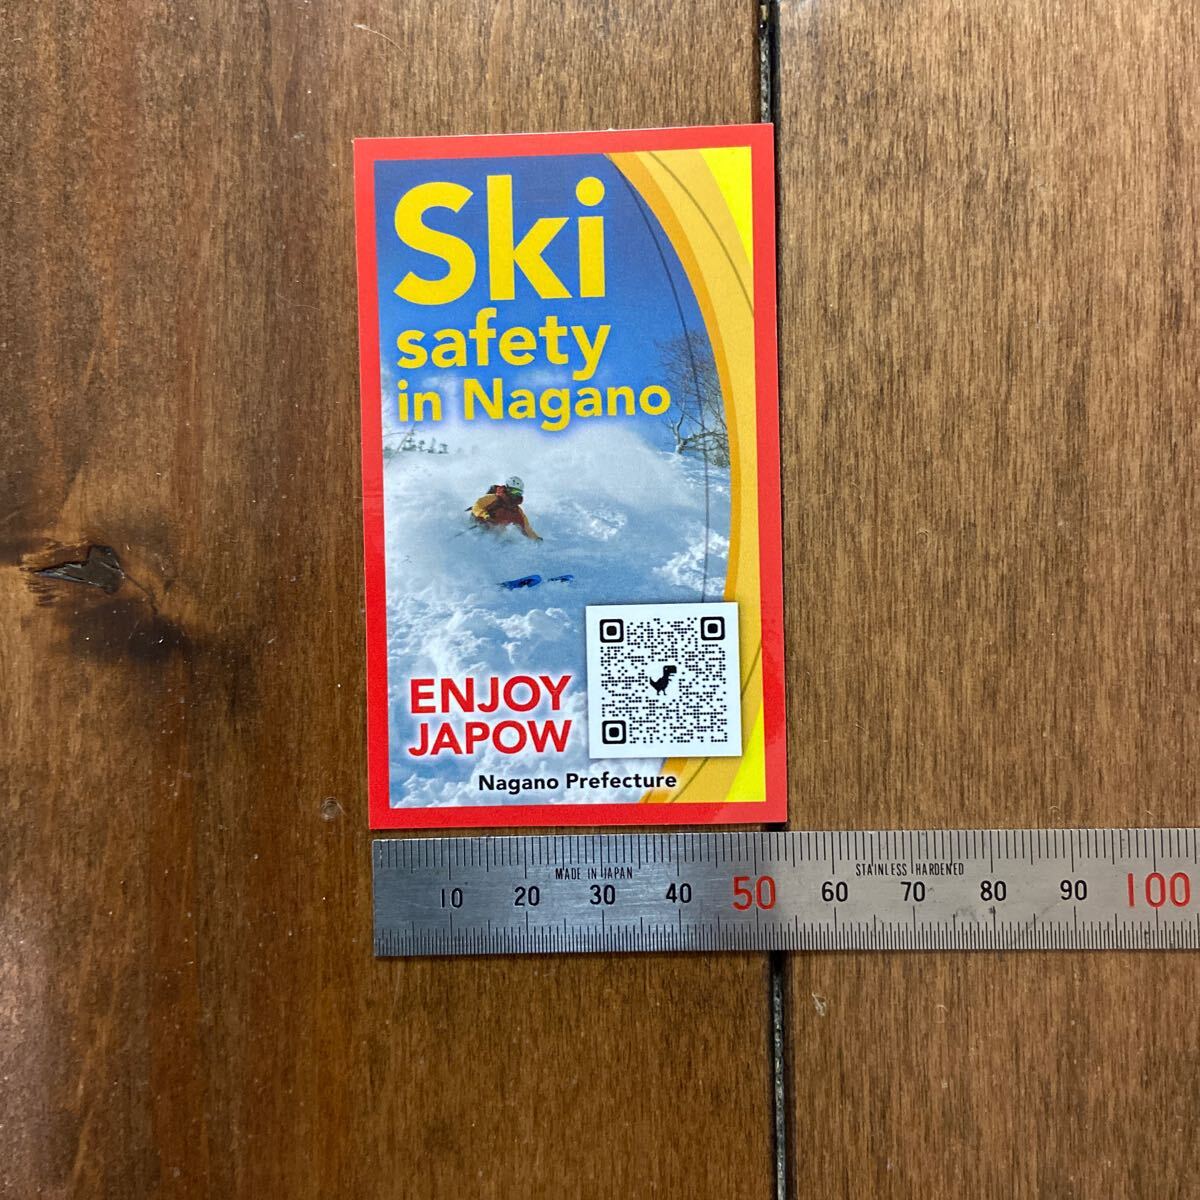 Ski
safety
in Nagano
ENJOY
JAPOW
Nagano Prefecture
MADE IN JAPAN
STAINLESS HARDENED
10 20 30 40 50 60 70 80 90 100